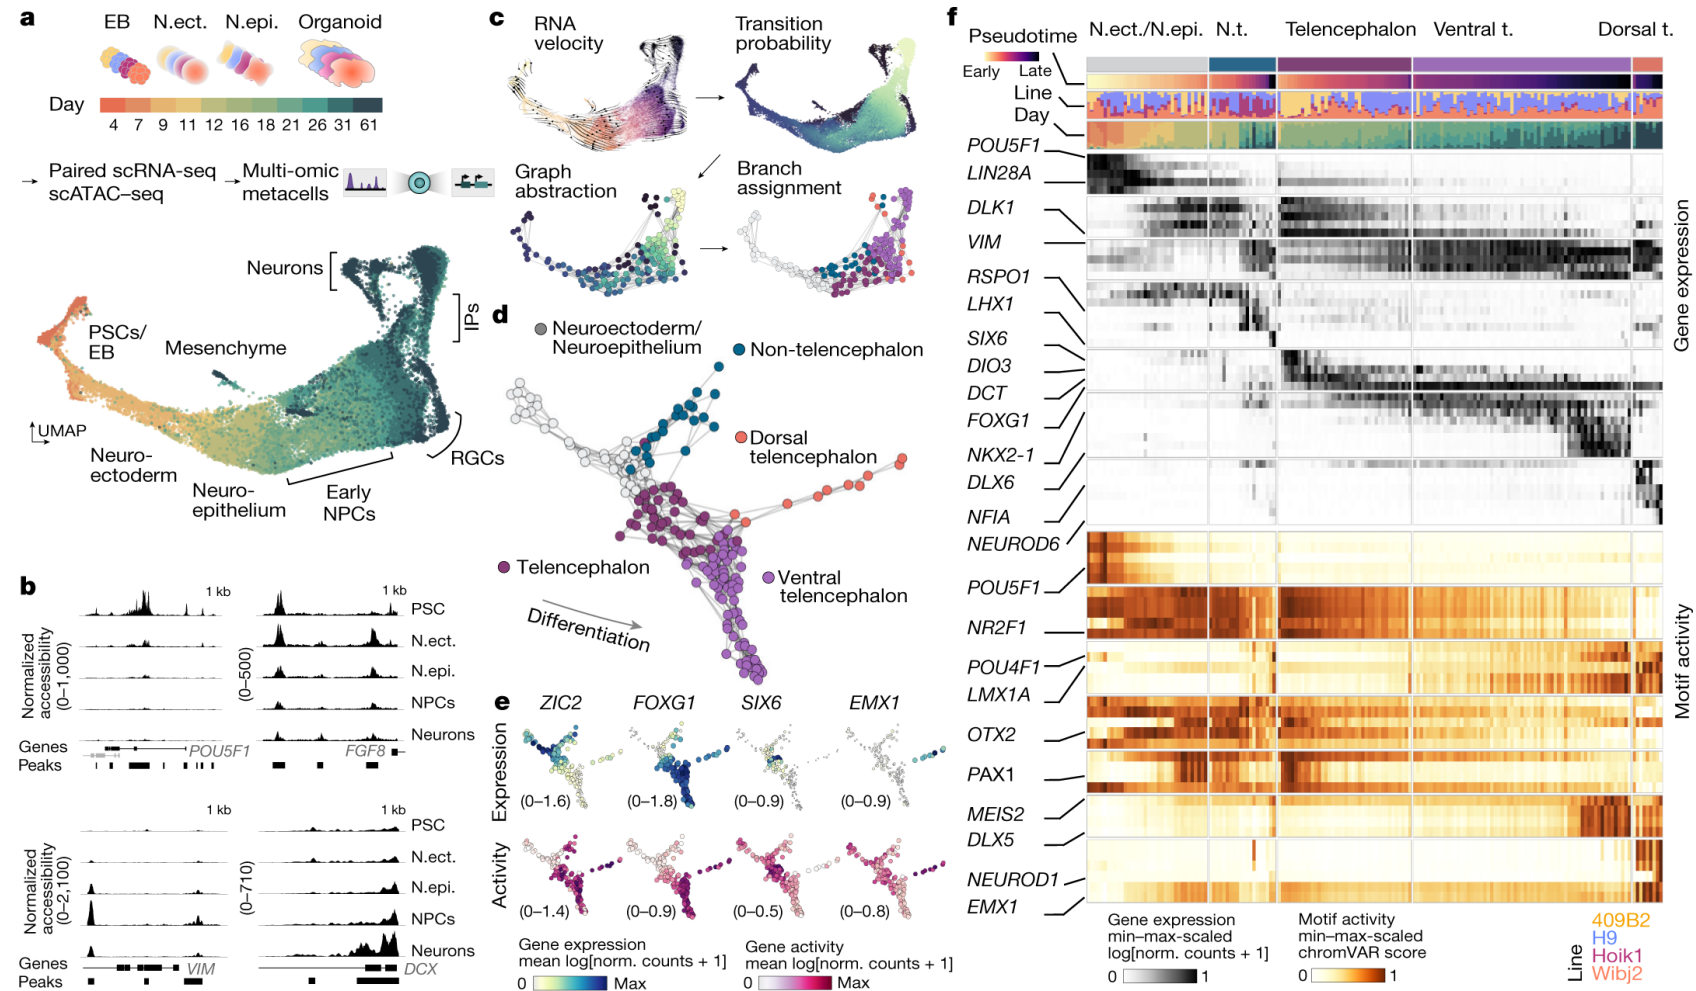 a
EB
N.ect.
N.epi.
Organoid
Day
4 7 9 11 12 16 18 21 26 31 61
Paired scRNA-seq
scATAC–seq
Multi-omic
metacells
Neurons
IPs
PSCs/
EB
Mesenchyme
UMAP
Neuro-
ectoderm
Neuro-
epithelium
Early
NPCs
RGCs
b
Normalized
accessibility
(0–1,000)
1 kb
(0–500)
1 kb
PSC
N.ect.
N.epi.
NPCs
Neurons
Genes
POU5F1
FGF8
Peaks
Normalized
accessibility
(0–2,100)
1 kb
(0–710)
1 kb
PSC
N.ect.
N.epi.
NPCs
Neurons
Genes
VIM
DCX
Peaks
c
RNA
velocity
Transition
probability
Graph
abstraction
Branch
assignment
d
Neuroectoderm/
Neuroepithelium
Non-telencephalon
Dorsal
telencephalon
Telencephalon
Ventral
telencephalon
Differentiation
e
ZIC2
FOXG1
SIX6
EMX1
Expression
(0–1.6)
(0–1.8)
(0–0.9)
(0–0.9)
Activity
(0–1.4)
(0–0.9)
(0–0.5)
(0–0.8)
Gene expression
mean log[norm. counts + 1]
0
Max
Gene activity
mean log[norm. counts + 1]
0
Max
f
Pseudotime
Early
Late
Line
Day
N.ect./N.epi.
N.t.
Telencephalon
Ventral t.
Dorsal t.
POU5F1
LIN28A
DLK1
VIM
RSPO1
LHX1
SIX6
DIO3
DCT
FOXG1
NKX2-1
DLX6
NFIA
NEUROD6
Gene expression
POU5F1
NR2F1
POU4F1
LMX1A
OTX2
PAX1
MEIS2
DLX5
NEUROD1
EMX1
Motif activity
Gene expression
min–max-scaled
log[norm. counts + 1]
0
1
Motif activity
min–max-scaled
chromVAR score
0
1
Line
409B2
H9
Hoik1
Wibj2